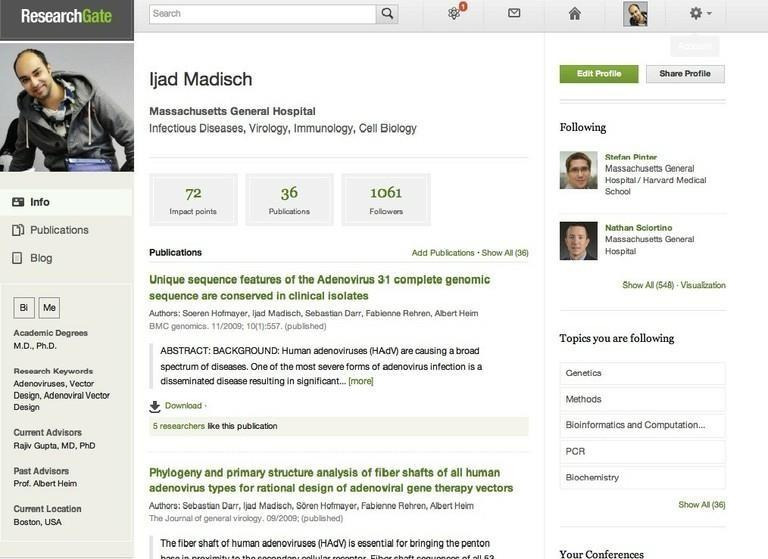 ResearchGate
Search
1
Account
Info
Publications
Blog
Bi Me
Academic Degrees
M.D., Ph.D.
Research Keywords
Adenoviruses, Vector
Design, Adenoviral Vector
Design
Current Advisors
Rajiv Gupta, MD, PhD
Past Advisors
Prof. Albert Heim
Current Location
Boston, USA
Ijad Madisch
Massachusetts General Hospital
Infectious Diseases, Virology, Immunology, Cell Biology
72 36 1061
Impact points Publications Followers
Publications Add Publications · Show All (36)
Unique sequence features of the Adenovirus 31 complete genomic
sequence are conserved in clinical isolates
Authors: Soeren Hofmayer, Ijad Madisch, Sebastian Darr, Fabienne Rehren, Albert Heim
BMC genomics. 11/2009; 10(1):557. (published)
ABSTRACT: BACKGROUND: Human adenoviruses (HAdV) are causing a broad
spectrum of diseases. One of the most severe forms of adenovirus infection is a
disseminated disease resulting in significant... [more]
Download ·
5 researchers like this publication
Phylogeny and primary structure analysis of fiber shafts of all human
adenovirus types for rational design of adenoviral gene therapy vectors
Authors: Sebastian Darr, Ijad Madisch, Sören Hofmayer, Fabienne Rehren, Albert Heim
The Journal of general virology. 09/2009; (published)
The fiber shaft of human adenoviruses (HAdV) is essential for bringing the penton
base in proximity to the secondary cellular receptor. Fiber shaft sequences of all 53
Edit Profile Share Profile
Following
Stefan Pinter
Massachusetts General
Hospital / Harvard Medical
School
Nathan Sciortino
Massachusetts General
Hospital
Show All (548) · Visualization
Topics you are following
Genetics
Methods
Bioinformatics and Computation...
PCR
Biochemistry
Show All (36)
Your Conferences